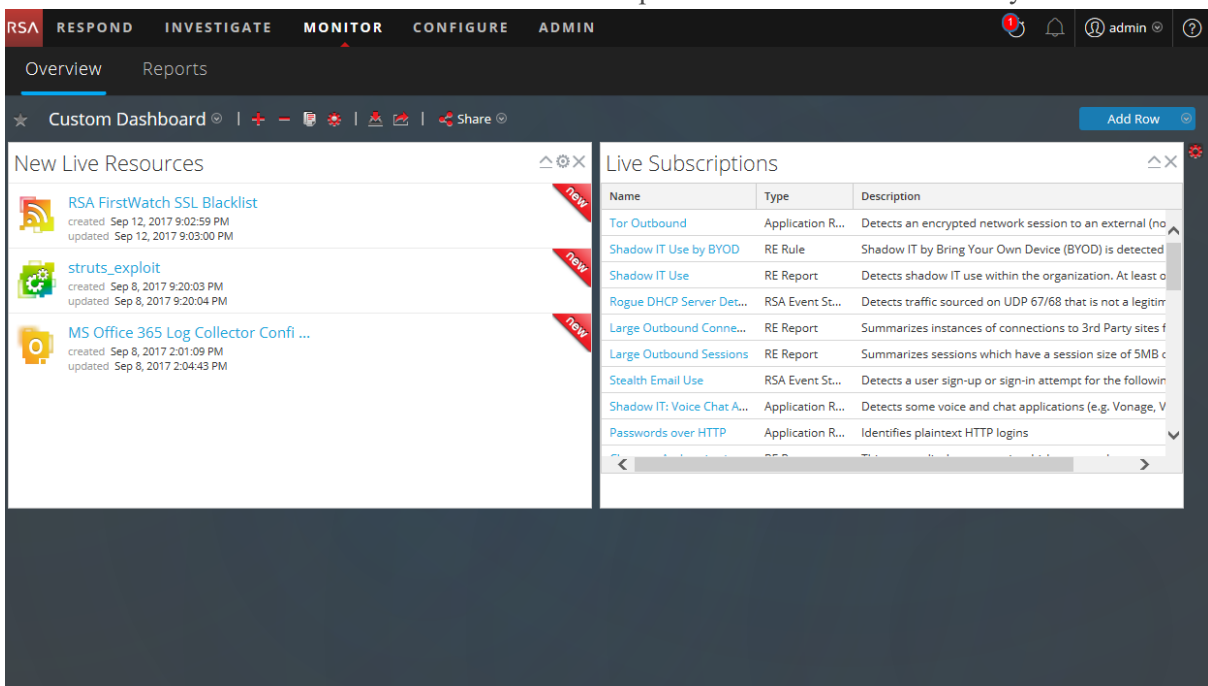 RSA RESPOND INVESTIGATE MONITOR CONFIGURE ADMIN 1 admin ?
Overview Reports
Custom Dashboard Share Add Row
New Live Resources
RSA FirstWatch SSL Blacklist
created Sep 12, 2017 9:02:59 PM
updated Sep 12, 2017 9:03:00 PM
new
struts_exploit
created Sep 8, 2017 9:20:03 PM
updated Sep 8, 2017 9:20:04 PM
new
MS Office 365 Log Collector Confi ...
created Sep 8, 2017 2:01:09 PM
updated Sep 8, 2017 2:04:43 PM
new
Live Subscriptions
Name Type Description
Tor Outbound Application R... Detects an encrypted network session to an external (no
Shadow IT Use by BYOD RE Rule Shadow IT by Bring Your Own Device (BYOD) is detected
Shadow IT Use RE Report Detects shadow IT use within the organization. At least o
Rogue DHCP Server Det... RSA Event St... Detects traffic sourced on UDP 67/68 that is not a legitim
Large Outbound Conne... RE Report Summarizes instances of connections to 3rd Party sites f
Large Outbound Sessions RE Report Summarizes sessions which have a session size of 5MB
Stealth Email Use RSA Event St... Detects a user sign-up or sign-in attempt for the followin
Shadow IT: Voice Chat A... Application R... Detects some voice and chat applications (e.g. Vonage, V
Passwords over HTTP Application R... Identifies plaintext HTTP logins